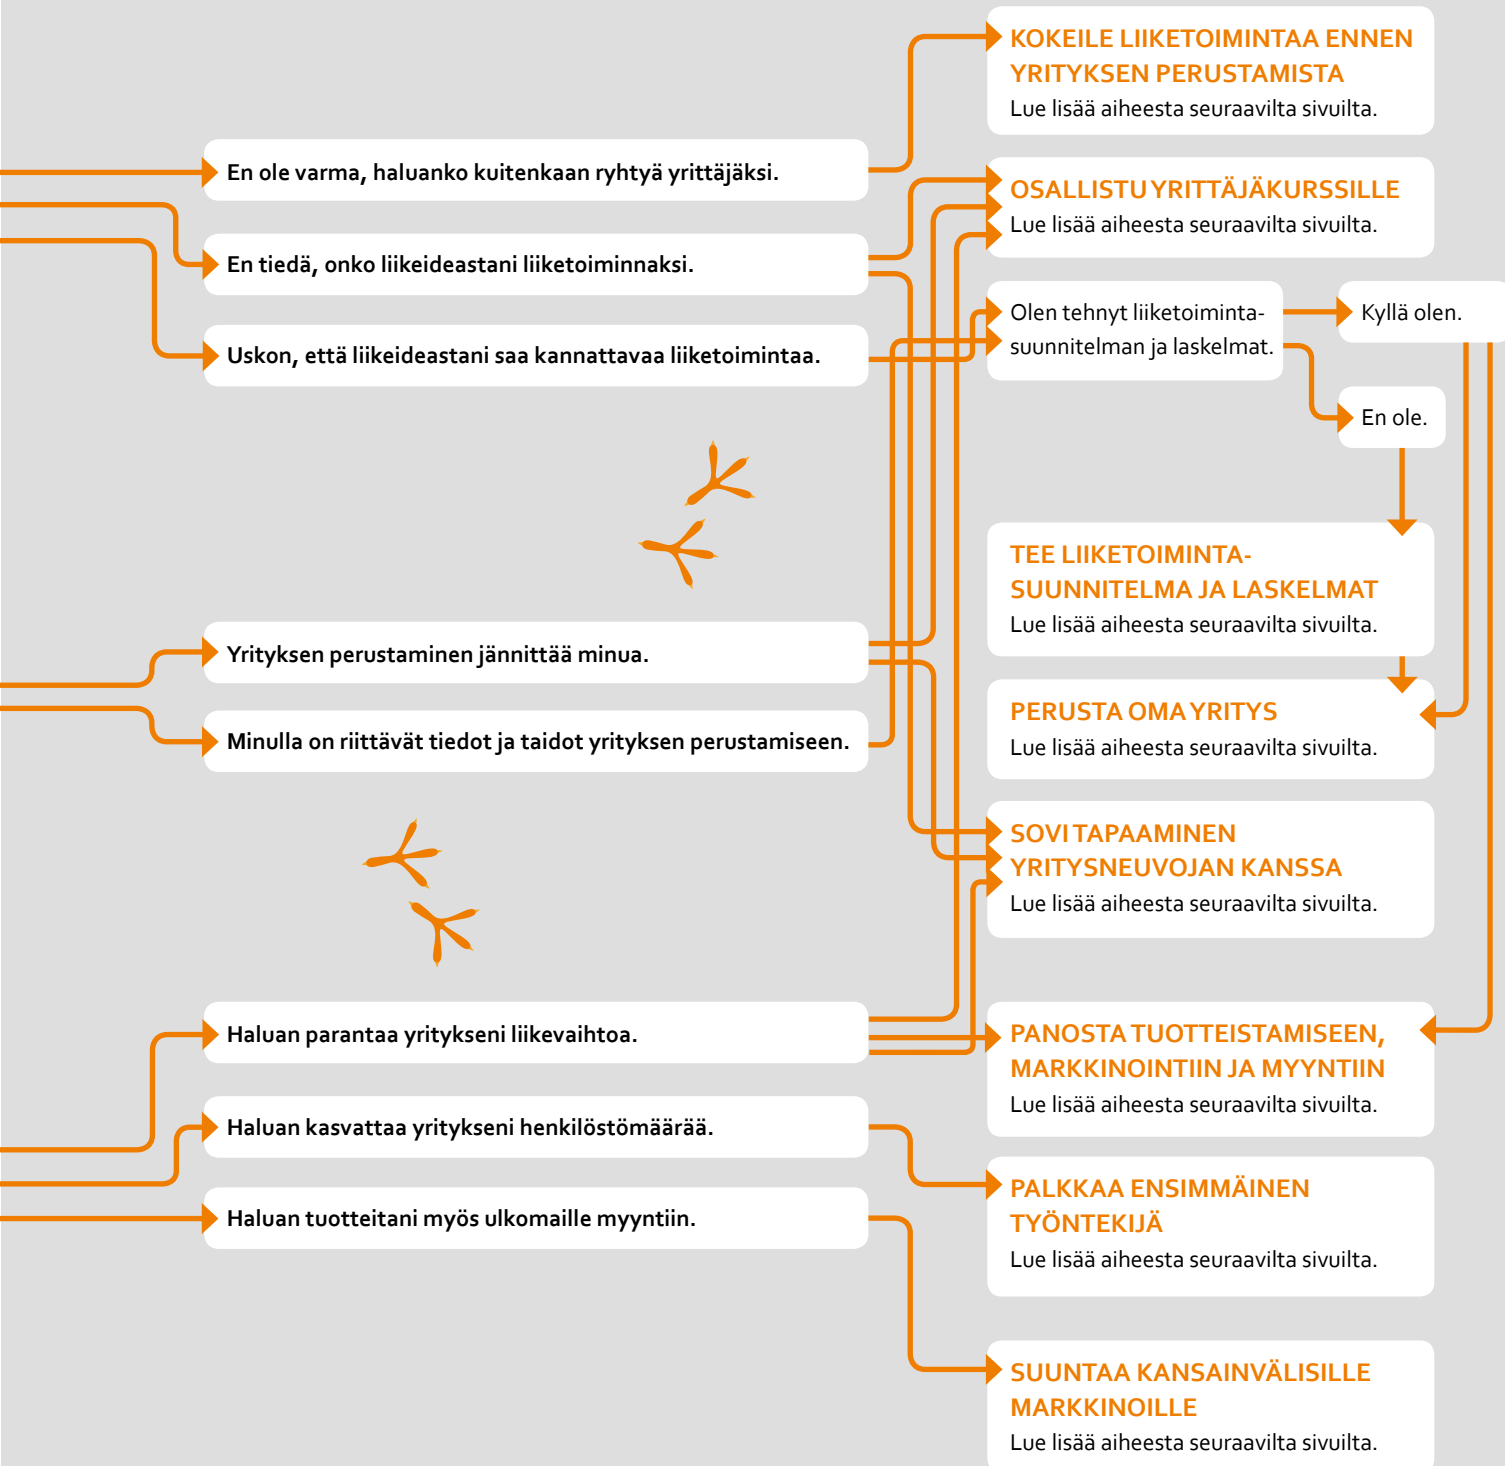 KOKEILE LIIKETOIMINTAA ENNEN
YRITYKSEN PERUSTAMISTA
Lue lisää aiheesta seuraavilta sivuilta.
En ole varma, haluanko kuitenkaan ryhtyä yrittäjäksi.
OSALLISTU YRITTÄJÄKURSSILLE
Lue lisää aiheesta seuraavilta sivuilta.
En tiedä, onko liikeideastani liiketoiminnaksi.
Uskon, että liikeideastani saa kannattavaa liiketoimintaa.
Olen tehnyt liiketoiminta-
suunnitelman ja laskelmat.
Kyllä olen.
En ole.
TEE LIIKETOIMINTA-
SUUNNITELMA JA LASKELMAT
Lue lisää aiheesta seuraavilta sivuilta.
Yrityksen perustaminen jännittää minua.
Minulla on riittävät tiedot ja taidot yrityksen perustamiseen.
PERUSTA OMA YRITYS
Lue lisää aiheesta seuraavilta sivuilta.
SOVI TAPAAMINEN
YRITYSNEUVOJAN KANSSA
Lue lisää aiheesta seuraavilta sivuilta.
Haluan parantaa yritykseni liikevaihtoa.
PANOSTA TUOTTEISTAMISEEN,
MARKKINOINTIIN JA MYYNTIIN
Lue lisää aiheesta seuraavilta sivuilta.
Haluan kasvattaa yritykseni henkilöstömäärää.
PALKKAA ENSIMMÄINEN
TYÖNTEKIJÄ
Lue lisää aiheesta seuraavilta sivuilta.
Haluan tuotteitani myös ulkomaille myyntiin.
SUUNTAA KANSAINVÄLISILLE
MARKKINOILLE
Lue lisää aiheesta seuraavilta sivuilta.